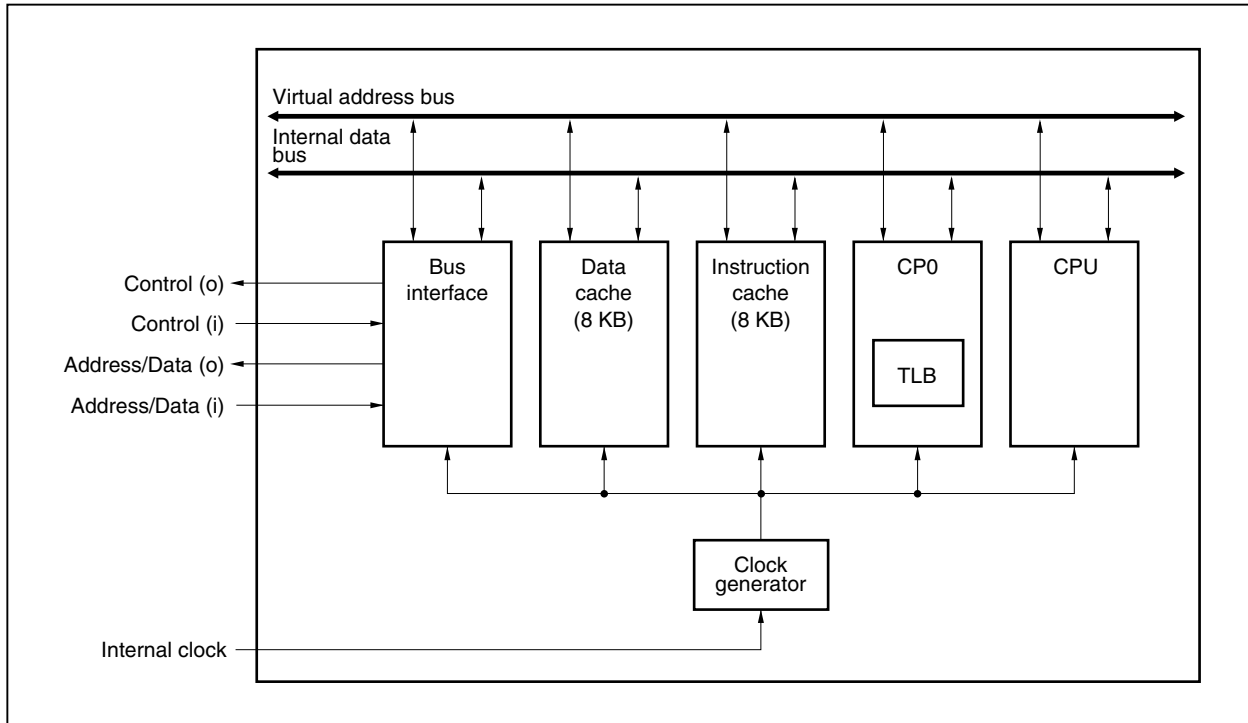 Virtual address bus
Internal data
bus
Bus
interface
Data
cache
(8 KB)
Instruction
cache
(8 KB)
CP0
TLB
CPU
Control (o)
Control (i)
Address/Data (o)
Address/Data (i)
Clock
generator
Internal clock